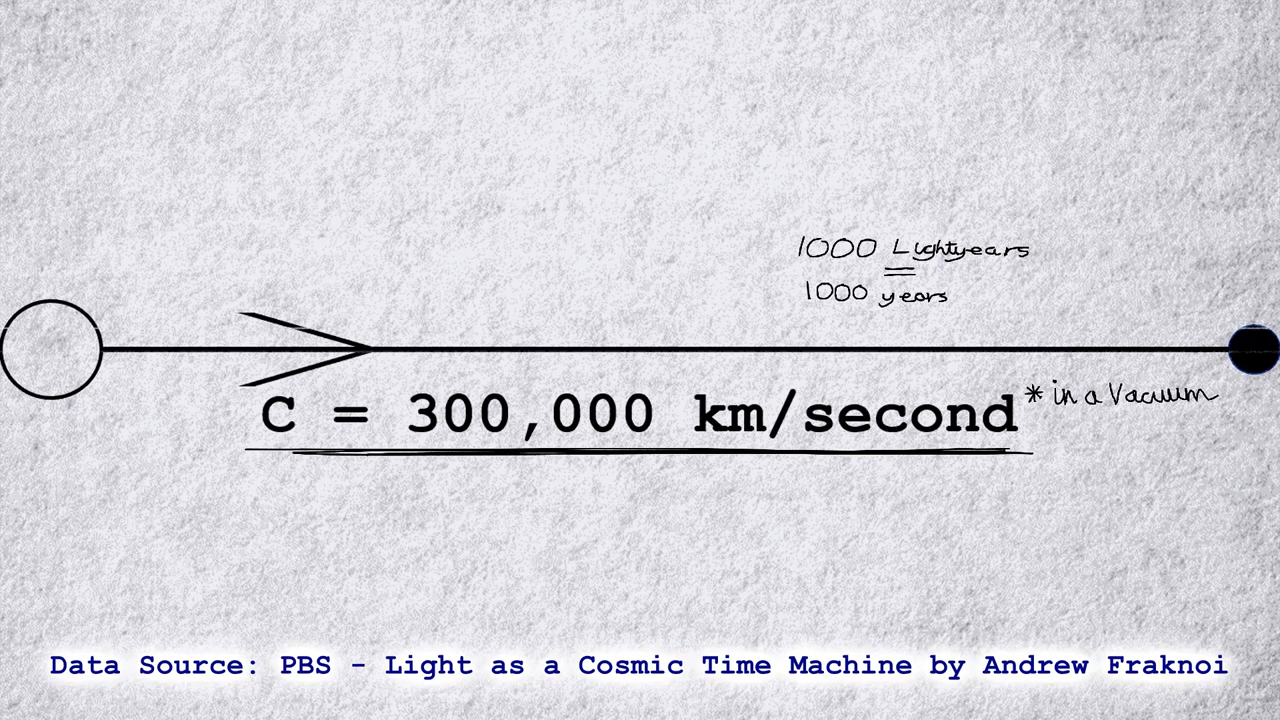 1000 Lightyears
=
1000 years
C = 300,000 km/second
* in a Vacuum
Data Source: PBS - Light as a Cosmic Time Machine by Andrew Fraknoi